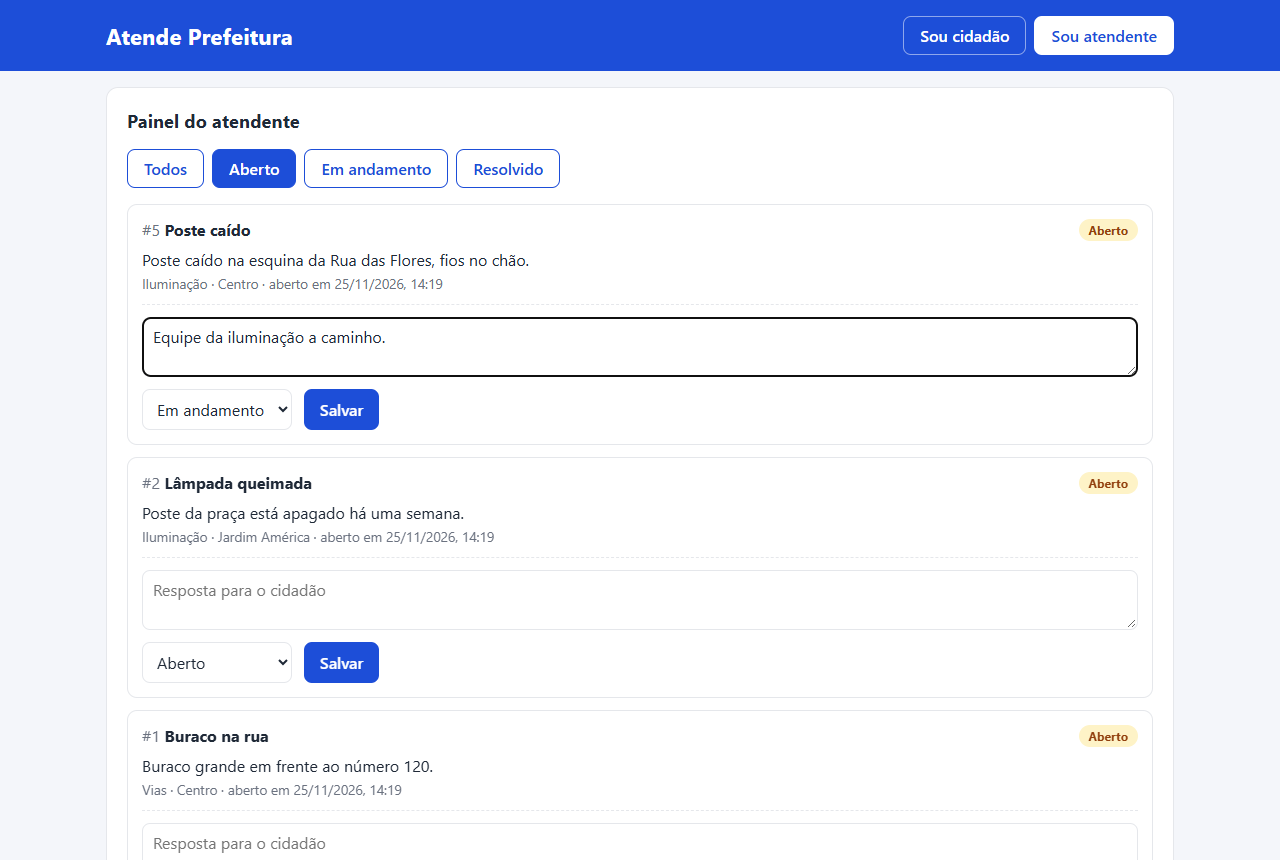 Atende Prefeitura
Sou cidadão
Sou atendente
Painel do atendente
Todos
Aberto
Em andamento
Resolvido
#5 Poste caído
Aberto
Poste caído na esquina da Rua das Flores, fios no chão.
Iluminação · Centro · aberto em 25/11/2026, 14:19
Equipe da iluminação a caminho.
Em andamento
Salvar
#2 Lâmpada queimada
Aberto
Poste da praça está apagado há uma semana.
Iluminação · Jardim América · aberto em 25/11/2026, 14:19
Resposta para o cidadão
Aberto
Salvar
#1 Buraco na rua
Aberto
Buraco grande em frente ao número 120.
Vias · Centro · aberto em 25/11/2026, 14:19
Resposta para o cidadão